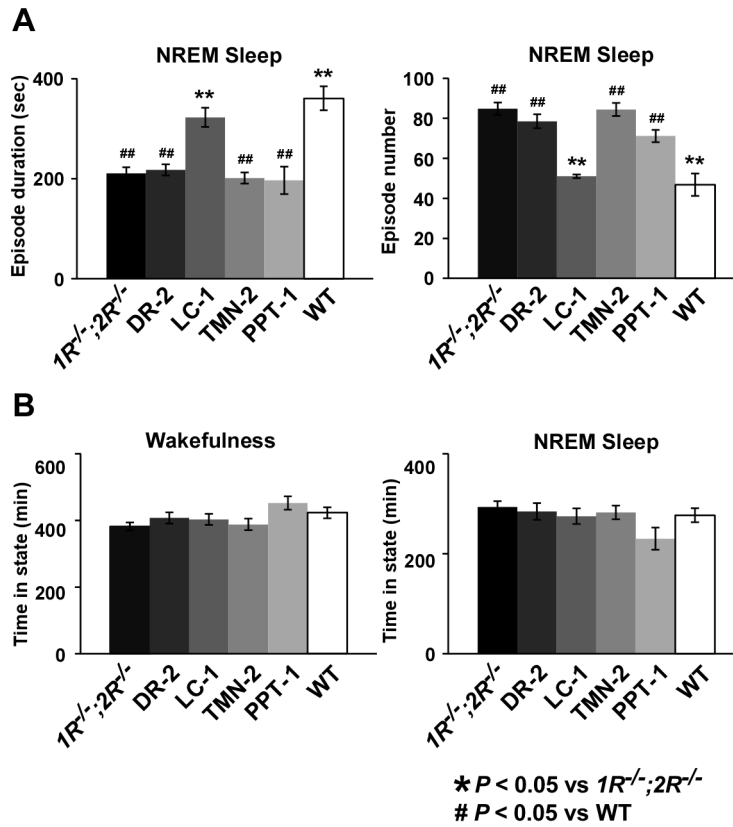 A
NREM Sleep
Episode duration (sec)
400
200
0
## ## ** ## ## **
1R-/-;2R-/- DR-2 LC-1 TMN-2 PPT-1 WT
NREM Sleep
Episode number
100
80
60
40
20
0
## ## ** ## ## **
1R-/-;2R-/- DR-2 LC-1 TMN-2 PPT-1 WT
B
Wakefulness
Time in state (min)
600
400
200
0
1R-/-;2R-/- DR-2 LC-1 TMN-2 PPT-1 WT
NREM Sleep
Time in state (min)
400
200
0
1R-/-;2R-/- DR-2 LC-1 TMN-2 PPT-1 WT
* P < 0.05 vs 1R-/-;2R-/-
# P < 0.05 vs WT